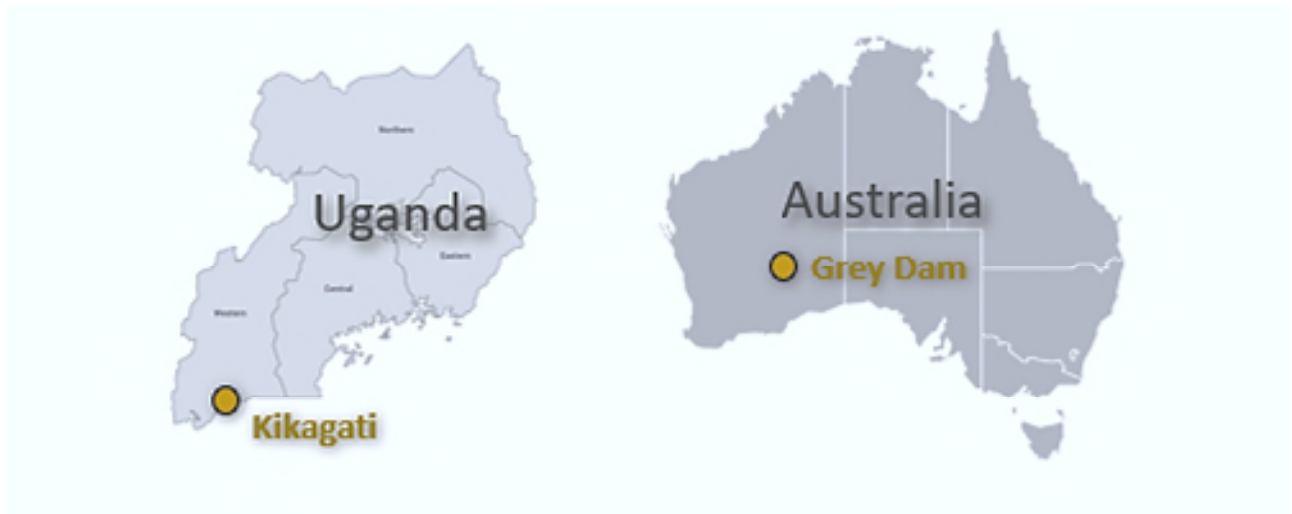 Northern
Uganda
Eastern
Central
Western
Kikagati
Australia
Grey Dam